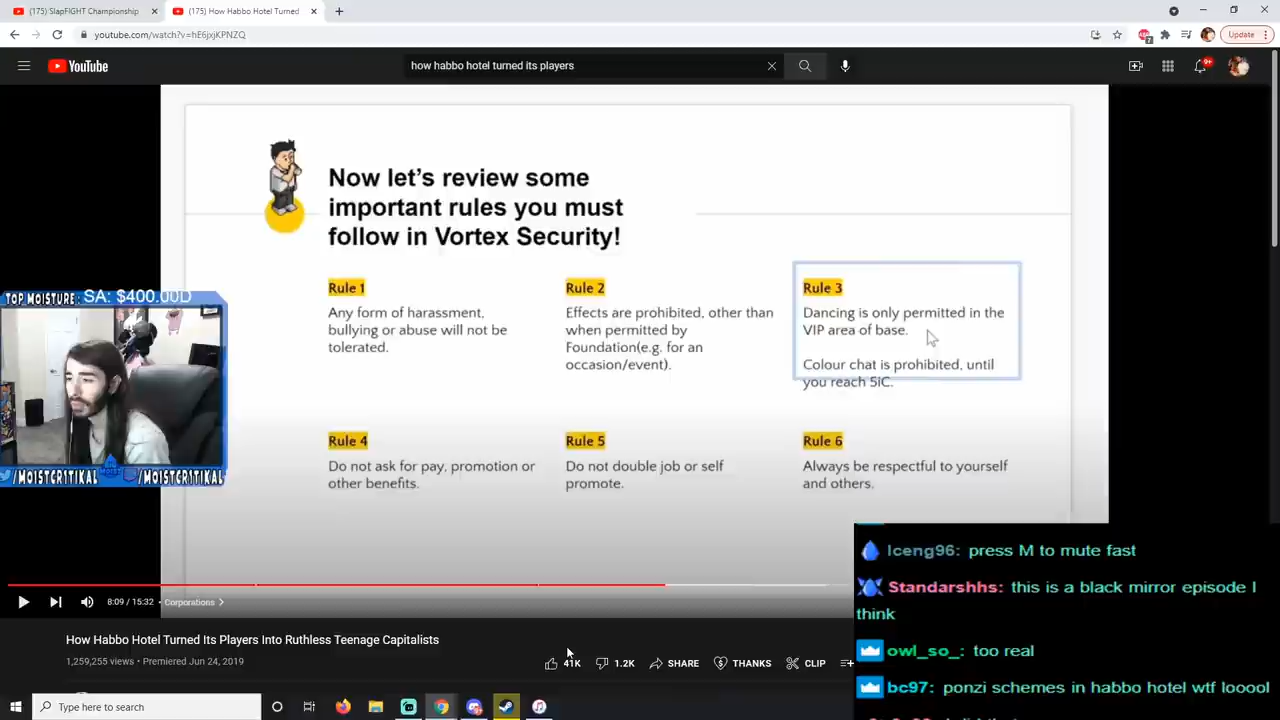 (175) SlapFIGHT Championship
(175) How Habbo Hotel Turned
youtube.com/watch?v=hE6jxjKPNZQ
7
Update
YouTube
how habbo hotel turned its players
9+
Now let's review some
important rules you must
follow in Vortex Security!
Rule 1
Any form of harassment,
bullying or abuse will not be
tolerated.
Rule 2
Effects are prohibited, other than
when permitted by
Foundation(e.g. for an
occasion/event).
Rule 3
Dancing is only permitted in the
VIP area of base.
Colour chat is prohibited, until
you reach 5iC.
Rule 4
Do not ask for pay, promotion or
other benefits.
Rule 5
Do not double job or self
promote.
Rule 6
Always be respectful to yourself
and others.
TOP MOISTURE: SA: $400.00
/MOISTCR1TIKAL
MOIST
/MOISTCR1TIKAL
Iceng96: press M to mute fast
Standarshhs: this is a black mirror episode I
think
owl_so_: too real
bc97: ponzi schemes in habbo hotel wtf looool
8:09 / 15:32 • Corporations
How Habbo Hotel Turned Its Players Into Ruthless Teenage Capitalists
1,259,255 views • Premiered Jun 24, 2019
41K
1.2K
SHARE
THANKS
CLIP
Type here to search